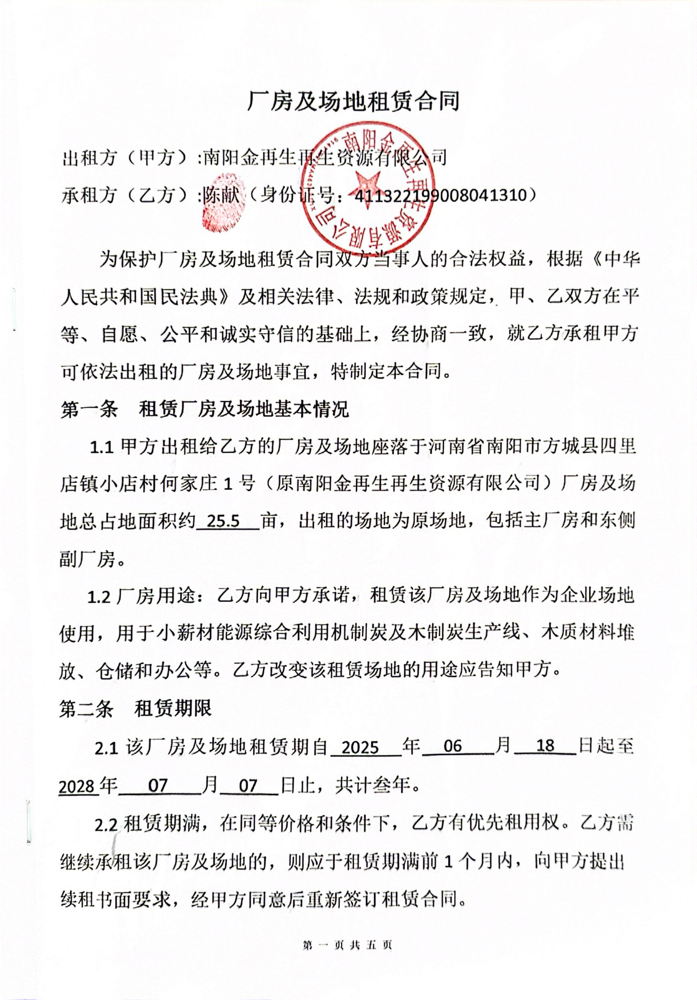 厂房及场地租赁合同
出租方（甲方）:南阳金再生再生资源有限公司
承租方（乙方）:陈献（身份证号：411322199008041310）
南阳金再生再生资源有限公司
为保护厂房及场地租赁合同双方当事人的合法权益，根据《中华
人民共和国民法典》及相关法律、法规和政策规定，甲、乙双方在平
等、自愿、公平和诚实守信的基础上，经协商一致，就乙方承租甲方
可依法出租的厂房及场地事宜，特制定本合同。
第一条　租赁厂房及场地基本情况
1.1 甲方出租给乙方的厂房及场地座落于河南省南阳市方城县四里
店镇小店村何家庄 1 号（原南阳金再生再生资源有限公司）厂房及场
地总占地面积约 25.5 亩，出租的场地为原场地，包括主厂房和东侧
副厂房。
1.2 厂房用途：乙方向甲方承诺，租赁该厂房及场地作为企业场地
使用，用于小薪材能源综合利用机制炭及木制炭生产线、木质材料堆
放、仓储和办公等。乙方改变该租赁场地的用途应告知甲方。
第二条　租赁期限
2.1 该厂房及场地租赁期自 2025 年 06 月 18 日起至
2028 年 07 月 07 日止，共计叁年。
2.2 租赁期满，在同等价格和条件下，乙方有优先租用权。乙方需
继续承租该厂房及场地的，则应于租赁期满前 1 个月内，向甲方提出
续租书面要求，经甲方同意后重新签订租赁合同。
第 一 页 共 五 页